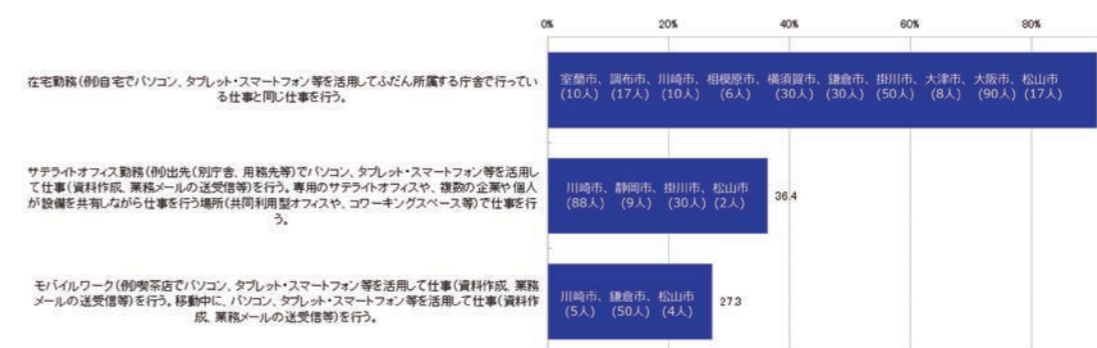 0% 20% 40% 60% 80%
在宅勤務(例)自宅でパソコン、タブレット・スマートフォン等を活用してふだん所属する庁舎で行ってい
る仕事と同じ仕事を行う。
室蘭市、調布市、川崎市、相模原市、横須賀市、鎌倉市、掛川市、大津市、大阪市、松山市
(10人) (17人) (10人) (6人) (30人) (30人) (50人) (8人) (90人) (17人)
サテライトオフィス勤務(例)出先(別庁舎、用務先等)でパソコン、タブレット・スマートフォン等を活用し
て仕事(資料作成、業務メールの送受信等)を行う。専用のサテライトオフィスや、複数の企業や個人
が設備を共有しながら仕事を行う場所(共同利用型オフィスや、コワーキングスペース等)で仕事を行
う。
川崎市、静岡市、掛川市、松山市
(88人) (9人) (30人) (2人)
36.4
モバイルワーク(例)喫茶店でパソコン、タブレット・スマートフォン等を活用して仕事(資料作成、業務
メールの送受信等)を行う。移動中に、パソコン、タブレット・スマートフォン等を活用して仕事(資料作
成、業務メールの送受信等)を行う。
川崎市、鎌倉市、松山市
(5人) (50人) (4人)
27.3